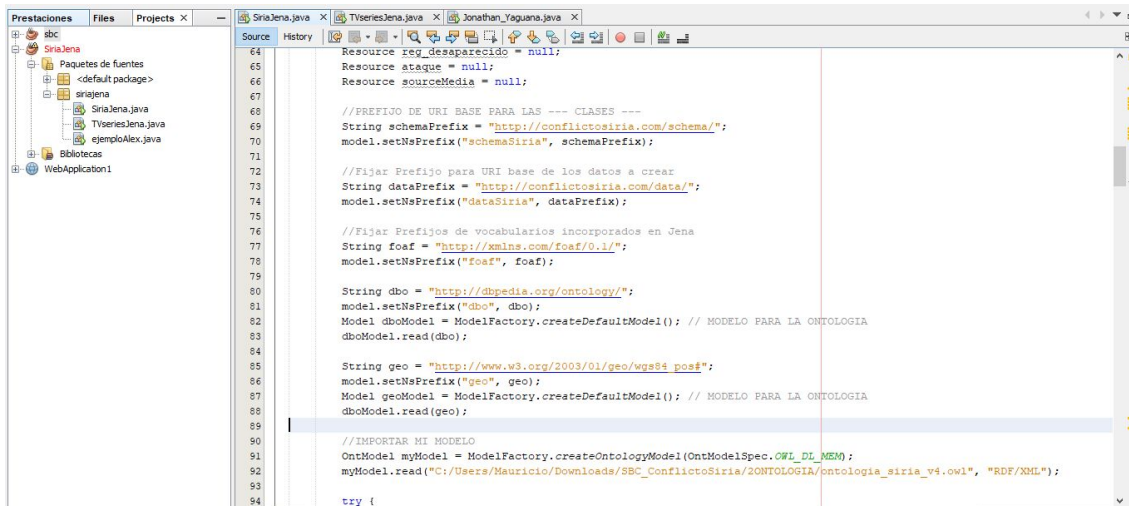 Prestaciones Files Projects
sbc
SiriaJena
Paquetes de fuentes
<default package>
siriajena
SiriaJena.java
TVseriesJena.java
ejemploAlex.java
Bibliotecas
WebApplication1
SiriaJena.java TVseriesJena.java Jonathan_Yaguana.java
Source History
64 Resource reg_desaparecido = null;
65 Resource ataque = null;
66 Resource sourceMedia = null;
67
68 //PREFIJO DE URI BASE PARA LAS --- CLASES ---
69 String schemaPrefix = "http://conflictosiria.com/schema/";
70 model.setNsPrefix("schemaSiria", schemaPrefix);
71
72 //Fijar Prefijo para URI base de los datos a crear
73 String dataPrefix = "http://conflictosiria.com/data/";
74 model.setNsPrefix("dataSiria", dataPrefix);
75
76 //Fijar Prefijos de vocabularios incorporados en Jena
77 String foaf = "http://xmlns.com/foaf/0.1/";
78 model.setNsPrefix("foaf", foaf);
79
80 String dbo = "http://dbpedia.org/ontology/";
81 model.setNsPrefix("dbo", dbo);
82 Model dboModel = ModelFactory.createDefaultModel(); // MODELO PARA LA ONTOLOGIA
83 dboModel.read(dbo);
84
85 String geo = "http://www.w3.org/2003/01/geo/wgs84_pos#";
86 model.setNsPrefix("geo", geo);
87 Model geoModel = ModelFactory.createDefaultModel(); // MODELO PARA LA ONTOLOGIA
88 dboModel.read(geo);
89
90 //IMPORTAR MI MODELO
91 OntModel myModel = ModelFactory.createOntologyModel(OntModelSpec.OWL_DL_MEM);
92 myModel.read("C:/Users/Mauricio/Downloads/SBC_ConflictoSiria/2ONTOLOGIA/ontologia_siria_v4.owl", "RDF/XML");
93
94 try {